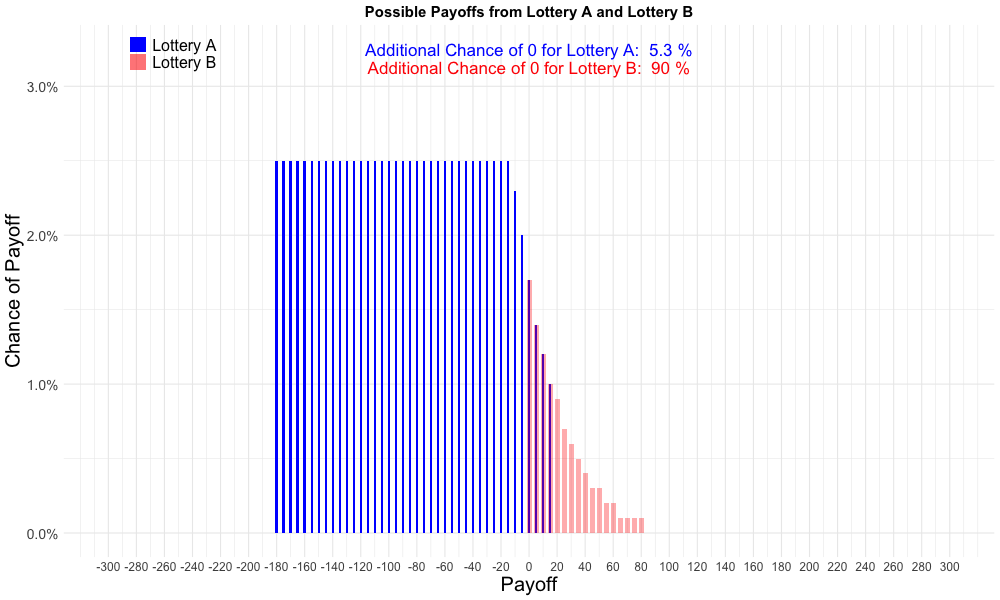 Possible Payoffs from Lottery A and Lottery B
Lottery A
Lottery B
Additional Chance of 0 for Lottery A: 5.3 %
Additional Chance of 0 for Lottery B: 90 %
Chance of Payoff
3.0%
2.0%
1.0%
0.0%
-300 -280 -260 -240 -220 -200 -180 -160 -140 -120 -100 -80 -60 -40 -20 0 20 40 60 80 100 120 140 160 180 200 220 240 260 280 300
Payoff